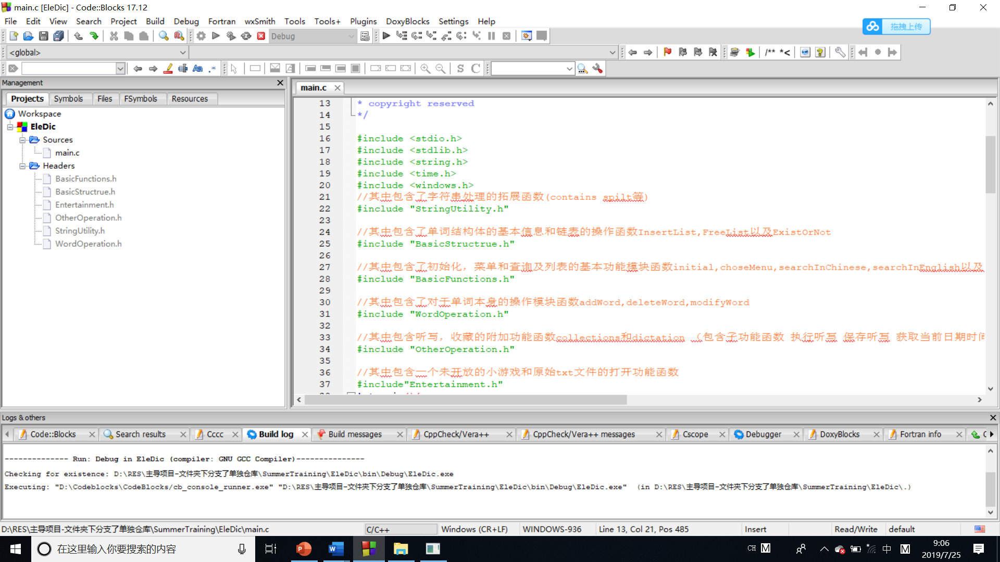 main.c [EleDic] - Code::Blocks 17.12
File Edit View Search Project Build Debug Fortran wxSmith Tools Tools+ Plugins DoxyBlocks Settings Help
拖拽上传
Debug
<global>
/** *<
S C
Management
Projects Symbols Files FSymbols Resources
Workspace
EleDic
Sources
main.c
Headers
BasicFunctions.h
BasicStructrue.h
Entertainment.h
OtherOperation.h
StringUtility.h
WordOperation.h
main.c
13 * copyright reserved
14 */
15
16 #include <stdio.h>
17 #include <stdlib.h>
18 #include <string.h>
19 #include <time.h>
20 #include <windows.h>
21 //其中包含了字符串处理的拓展函数(contains spilt等)
22 #include "StringUtility.h"
23
24 //其中包含了单词结构体的基本信息和链表的操作函数InsertList,FreeList以及ExistOrNot
25 #include "BasicStructrue.h"
26
27 //其中包含了初始化，菜单和查询及列表的基本功能模块函数initial,choseMenu,searchInChinese,searchInEnglish以及
28 #include "BasicFunctions.h"
29
30 //其中包含了对于单词本身的操作模块函数addWord,deleteWord,modifyWord
31 #include "WordOperation.h"
32
33 //其中包含听写，收藏的附加功能函数collections和dictation （包含子功能函数 执行听写 保存听写 获取当前日期时间
34 #include "OtherOperation.h"
35
36 //其中包含一个未开放的小游戏和原始txt文件的打开功能函数
37 #include"Entertainment.h"
Logs & others
Code::Blocks Search results Cccc Build log Build messages CppCheck/Vera++ CppCheck/Vera++ messages Cscope Debugger DoxyBlocks Fortran info
-------------- Run: Debug in EleDic (compiler: GNU GCC Compiler)---------------
Checking for existence: D:\RES\主导项目-文件夹下分支了单独仓库\SummerTraining\EleDic\bin\Debug\EleDic.exe
Executing: "D:\Codeblocks\CodeBlocks/cb_console_runner.exe" "D:\RES\主导项目-文件夹下分支了单独仓库\SummerTraining\EleDic\bin\Debug\EleDic.exe"  (in D:\RES\主导项目-文件夹下分支了单独仓库\SummerTraining\EleDic\.)
D:\RES\主导项目-文件夹下分支了单独仓库\SummerTraining\EleDic\main.c C/C++ Windows (CR+LF) WINDOWS-936 Line 13, Col 21, Pos 485 Insert Read/Write default
在这里输入你要搜索的内容
CH M 中 M
9:06
2019/7/25